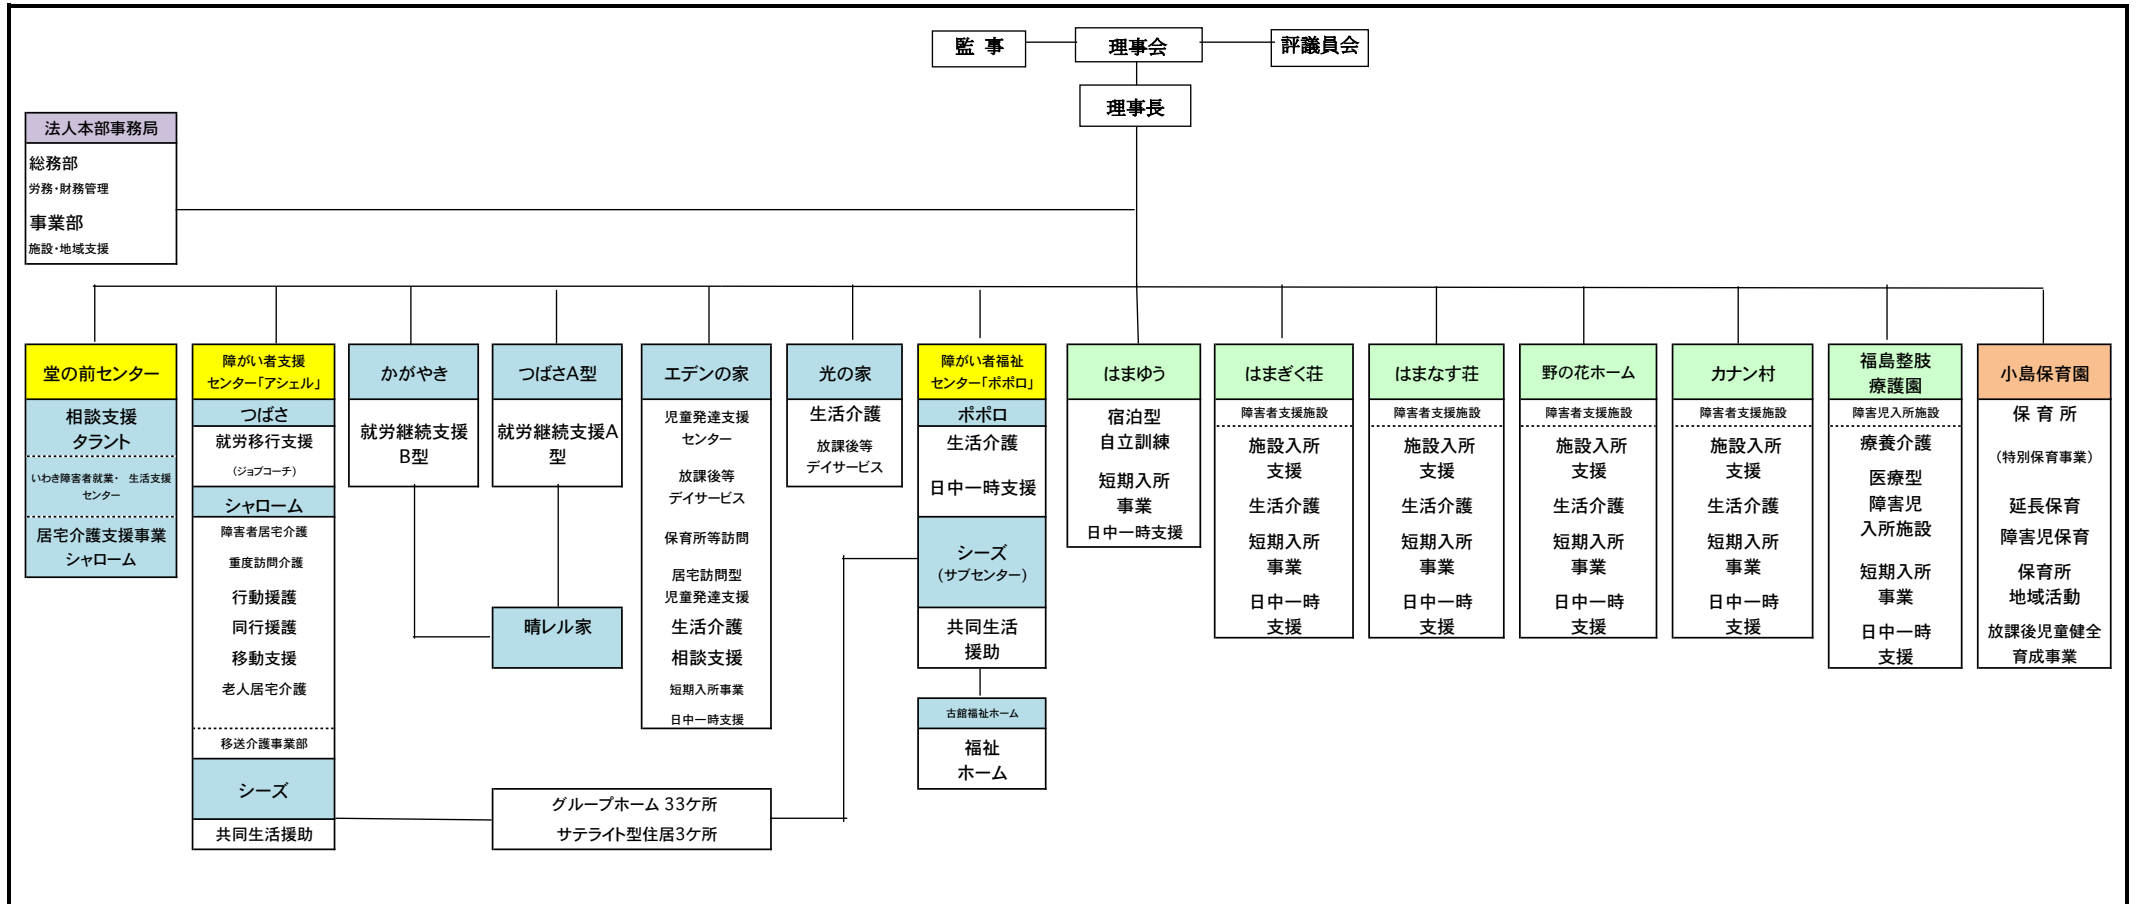 監 事
理事会
評議員会
理事長
法人本部事務局
総務部
労務・財務管理
事業部
施設・地域支援
堂の前センター
相談支援
タラント
いわき障害者就業・ 生活支援
センター
居宅介護支援事業
シャローム
障がい者支援
センター「アシェル」
つばさ
就労移行支援
(ジョブコーチ)
シャローム
障害者居宅介護
重度訪問介護
行動援護
同行援護
移動支援
老人居宅介護
移送介護事業部
シーズ
共同生活援助
かがやき
就労継続支援
B型
つばさA型
就労継続支援A
型
晴レル家
エデンの家
児童発達支援
センター
放課後等
デイサービス
保育所等訪問
居宅訪問型
児童発達支援
生活介護
相談支援
短期入所事業
日中一時支援
グループホーム 33ケ所
サテライト型住居3ケ所
光の家
生活介護
放課後等
デイサービス
障がい者福祉
センター「ポポロ」
ポポロ
生活介護
日中一時支援
シーズ
(サブセンター)
共同生活
援助
古館福祉ホーム
福祉
ホーム
はまゆう
宿泊型
自立訓練
短期入所
事業
日中一時支援
はまぎく荘
障害者支援施設
施設入所
支援
生活介護
短期入所
事業
日中一時
支援
はまなす荘
障害者支援施設
施設入所
支援
生活介護
短期入所
事業
日中一時
支援
野の花ホーム
障害者支援施設
施設入所
支援
生活介護
短期入所
事業
日中一時
支援
カナン村
障害者支援施設
施設入所
支援
生活介護
短期入所
事業
日中一時
支援
福島整肢
療護園
障害児入所施設
療養介護
医療型
障害児
入所施設
短期入所
事業
日中一時
支援
小島保育園
保 育 所
(特別保育事業)
延長保育
障害児保育
保育所
地域活動
放課後児童健全
育成事業